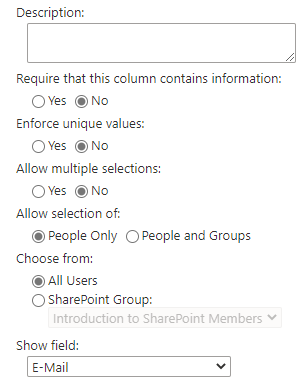 Description:
Require that this column contains information:
Yes No
Enforce unique values:
Yes No
Allow multiple selections:
Yes No
Allow selection of:
People Only People and Groups
Choose from:
All Users
SharePoint Group:
Introduction to SharePoint Members
Show field:
E-Mail